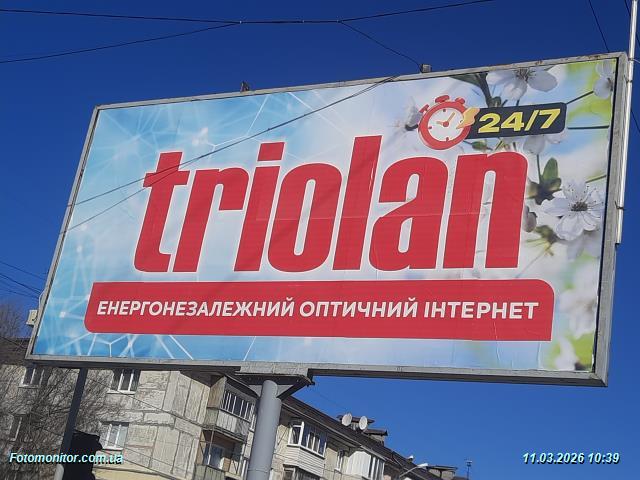 24/7
triolan
ЕНЕРГОНЕЗАЛЕЖНИЙ ОПТИЧНИЙ ІНТЕРНЕТ
Fotomonitor.com.ua
11.03.2026 10:39